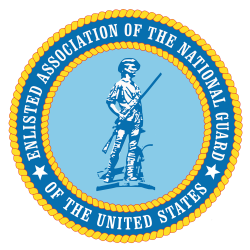 ENLISTED ASSOCIATION OF THE NATIONAL GUARD
OF THE UNITED STATES